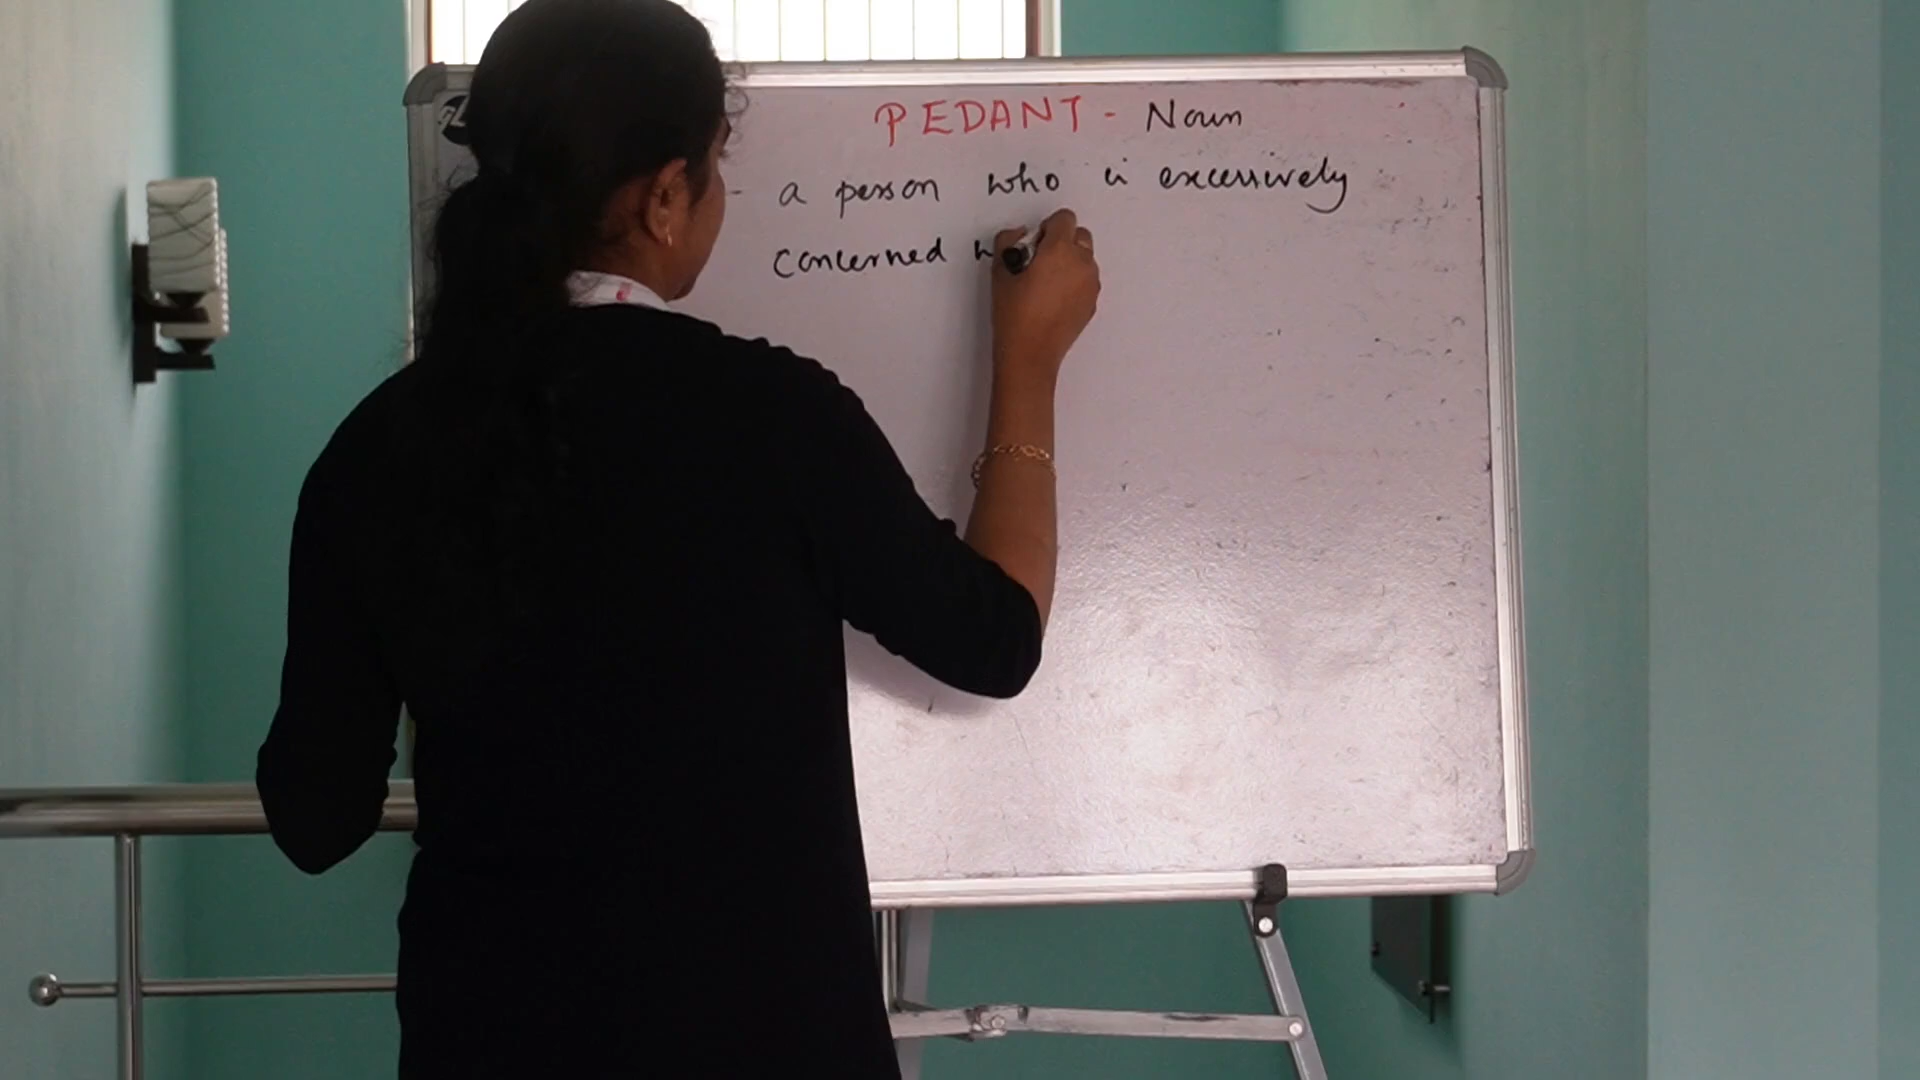 PEDANT - Noun
- a person who is excessively
concerned